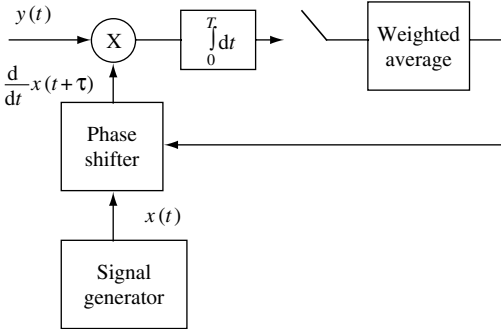 y(t)
X
T
∫dt
0
Weighted
average
d/dt x(t+τ)
Phase
shifter
x(t)
Signal
generator